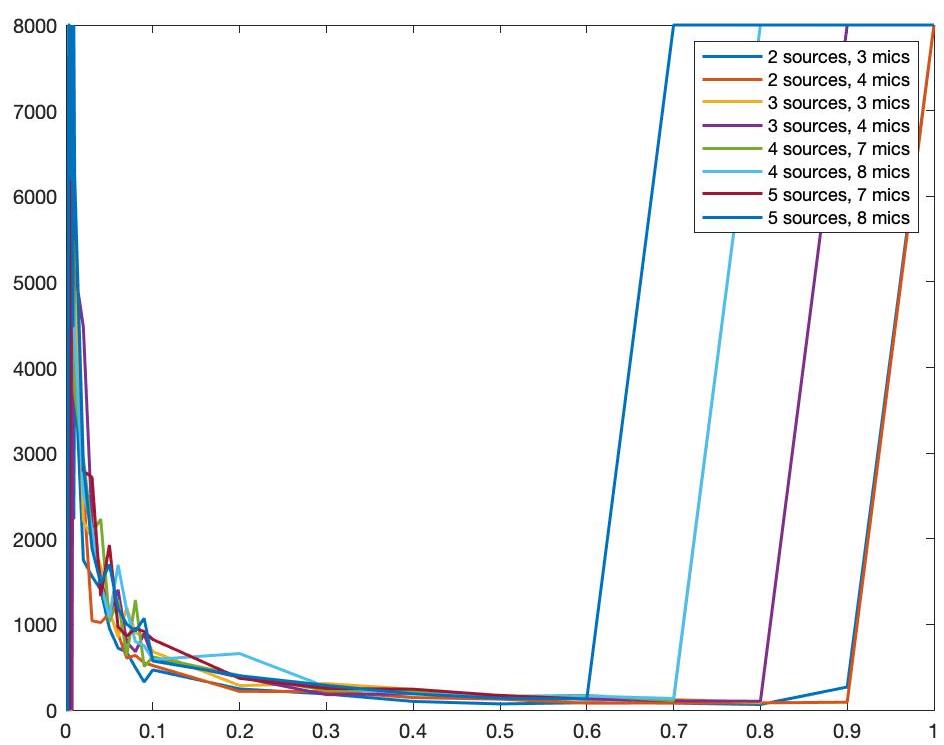 8000
7000
6000
5000
4000
3000
2000
1000
0
2 sources, 3 mics
2 sources, 4 mics
3 sources, 3 mics
3 sources, 4 mics
4 sources, 7 mics
4 sources, 8 mics
5 sources, 7 mics
5 sources, 8 mics
0 0.1 0.2 0.3 0.4 0.5 0.6 0.7 0.8 0.9 1